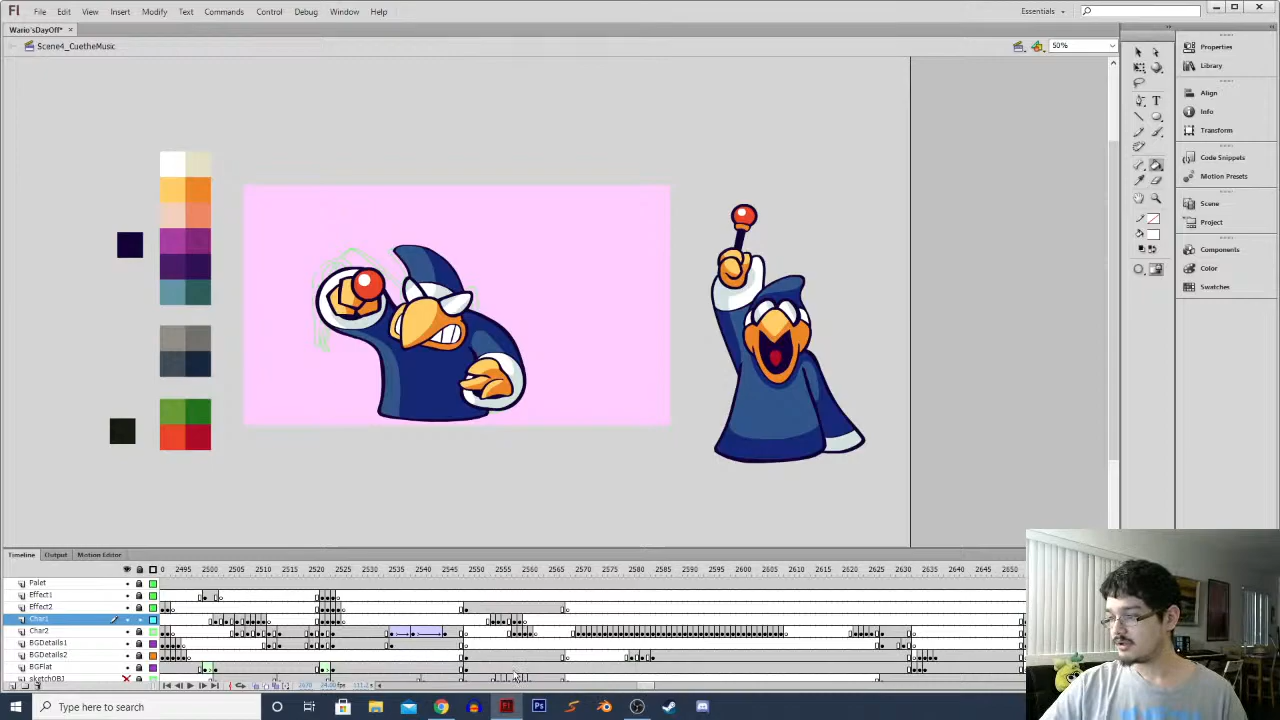 Fl File Edit View Insert Modify Text Commands Control Debug Window Help Essentials
Wario'sDayOff* ×
Scene4_CuetheMusic 50%
Properties
Library
Align
Info
Transform
Code Snippets
Motion Presets
Scene
Project
Components
Color
Swatches
Timeline Output Motion Editor
2495 2500 2505 2510 2515 2520 2525 2530 2535 2540 2545 2550 2555 2560 2565 2570 2575 2580 2585 2590 2595 2600 2605 2610 2615 2620 2625 2630 2635 2640 2645
Palet
Effect1
Effect2
Char1
Char2
BGDetails1
BGDetails2
BGFlat
sketchOBJ
Type here to search
Fl Ps